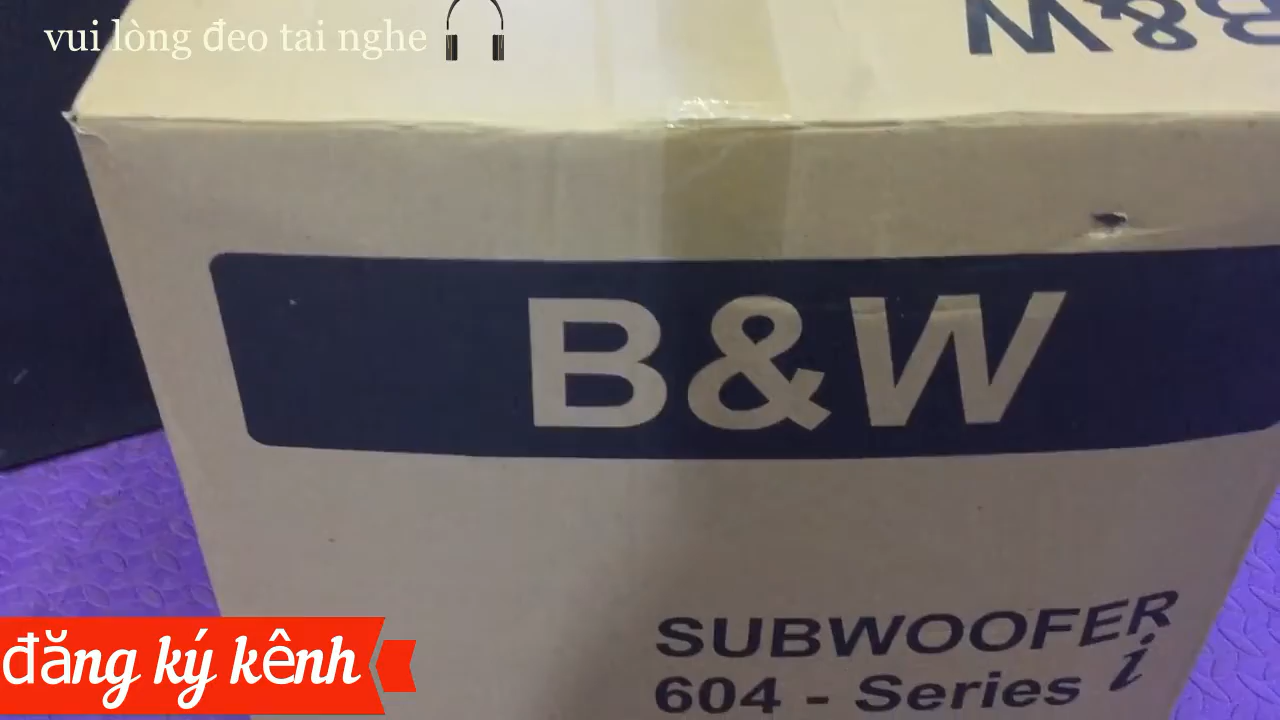 vui lòng đeo tai nghe
B&W
B&W
SUBWOOFER
604 - Series i
đăng ký kênh